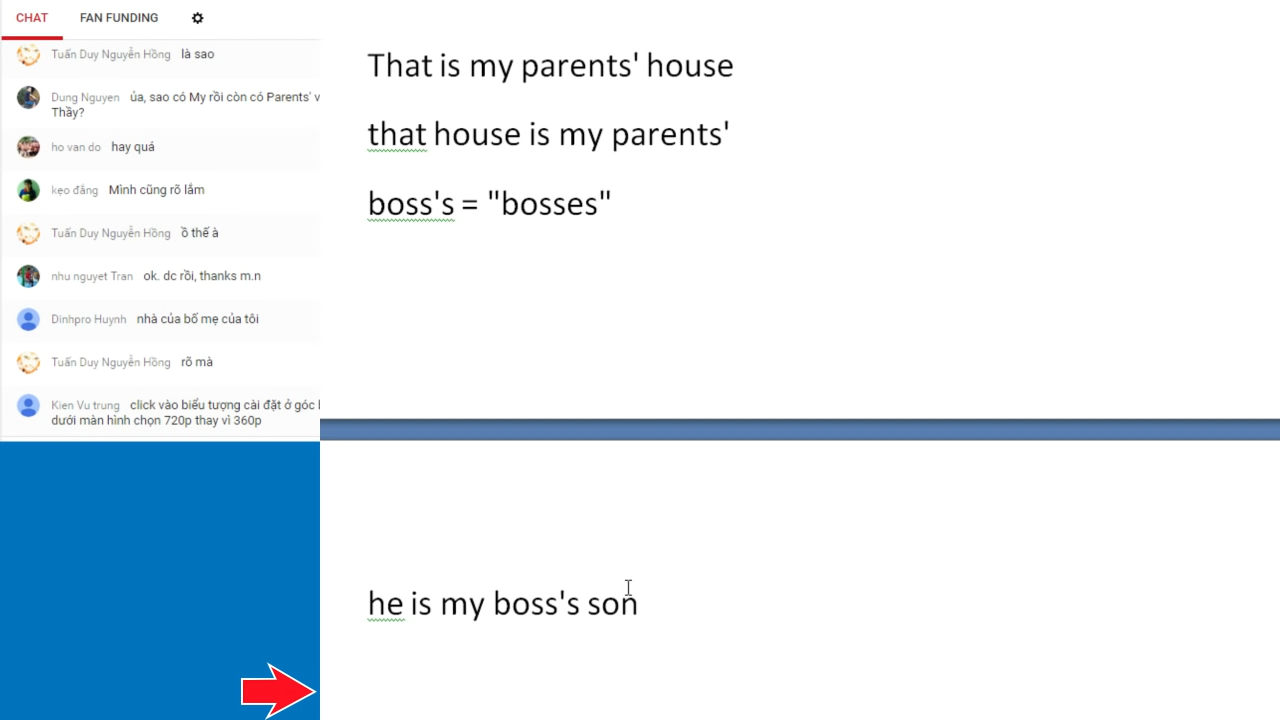 CHAT FAN FUNDING
Tuấn Duy Nguyễn Hồng là sao
Dung Nguyen ủa, sao có My rồi còn có Parents' v
Thầy?
ho van do hay quá
kẹo đắng Mình cũng rõ lắm
Tuấn Duy Nguyễn Hồng ồ thế à
nhu nguyet Tran ok. dc rồi, thanks m.n
Dinhpro Huynh nhà của bố mẹ của tôi
Tuấn Duy Nguyễn Hồng rõ mà
Kien Vu trung click vào biểu tượng cài đặt ở góc
dưới màn hình chọn 720p thay vì 360p
That is my parents' house
that house is my parents'
boss's = "bosses"
he is my boss's son